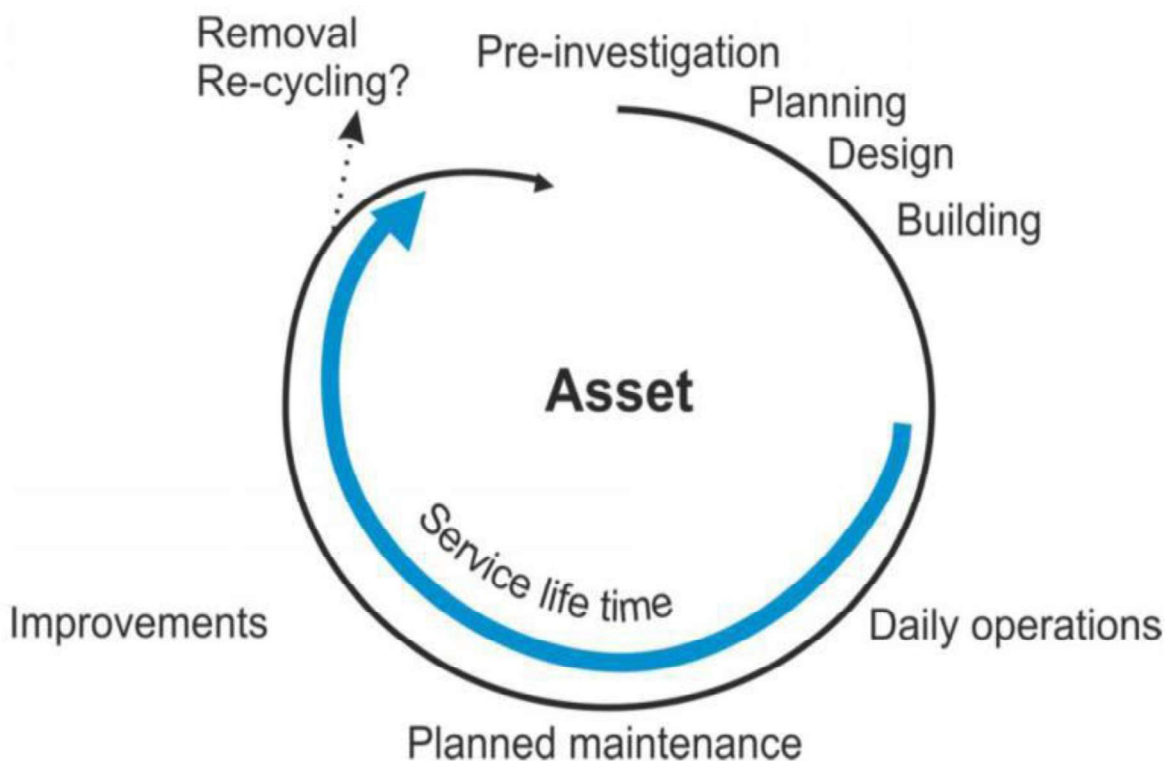 Removal
Re-cycling?
Pre-investigation
Planning
Design
Building
Asset
Service life time
Improvements
Daily operations
Planned maintenance